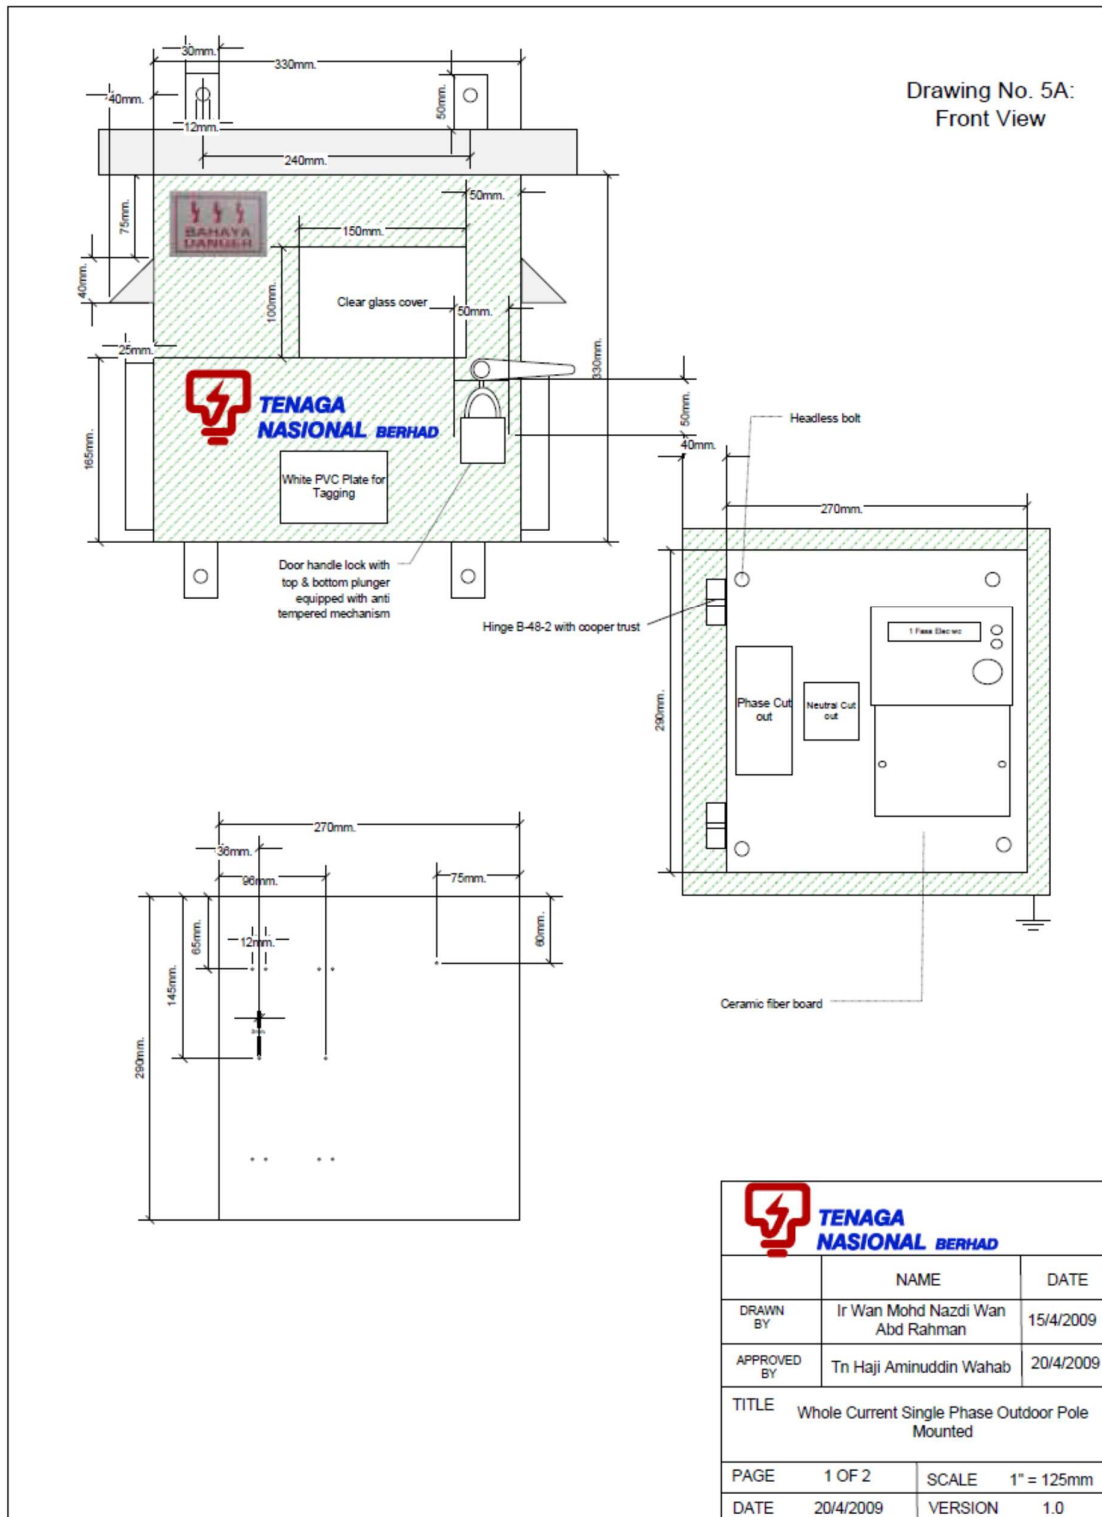 Drawing No. 5A:
Front View
30mm.
330mm.
40mm.
50mm.
12mm.
240mm.
50mm.
75mm.
BAHAYA
DANGER
150mm.
40mm.
100mm.
Clear glass cover
50mm.
25mm.
330mm.
TENAGA
NASIONAL BERHAD
165mm.
White PVC Plate for
Tagging
50mm.
40mm.
Headless bolt
270mm.
Door handle lock with
top & bottom plunger
equipped with anti
tempered mechanism
Hinge B-48-2 with cooper trust
290mm.
Phase Cut
out
Neutral Cut
out
270mm.
36mm.
96mm.
75mm.
65mm.
12mm.
60mm.
145mm.
290mm.
Ceramic fiber board
TENAGA
NASIONAL BERHAD
NAME DATE
DRAWN
BY
Ir Wan Mohd Nazdi Wan
Abd Rahman
15/4/2009
APPROVED
BY
Tn Haji Aminuddin Wahab
20/4/2009
TITLE
Whole Current Single Phase Outdoor Pole
Mounted
PAGE 1 OF 2 SCALE 1" = 125mm
DATE 20/4/2009 VERSION 1.0